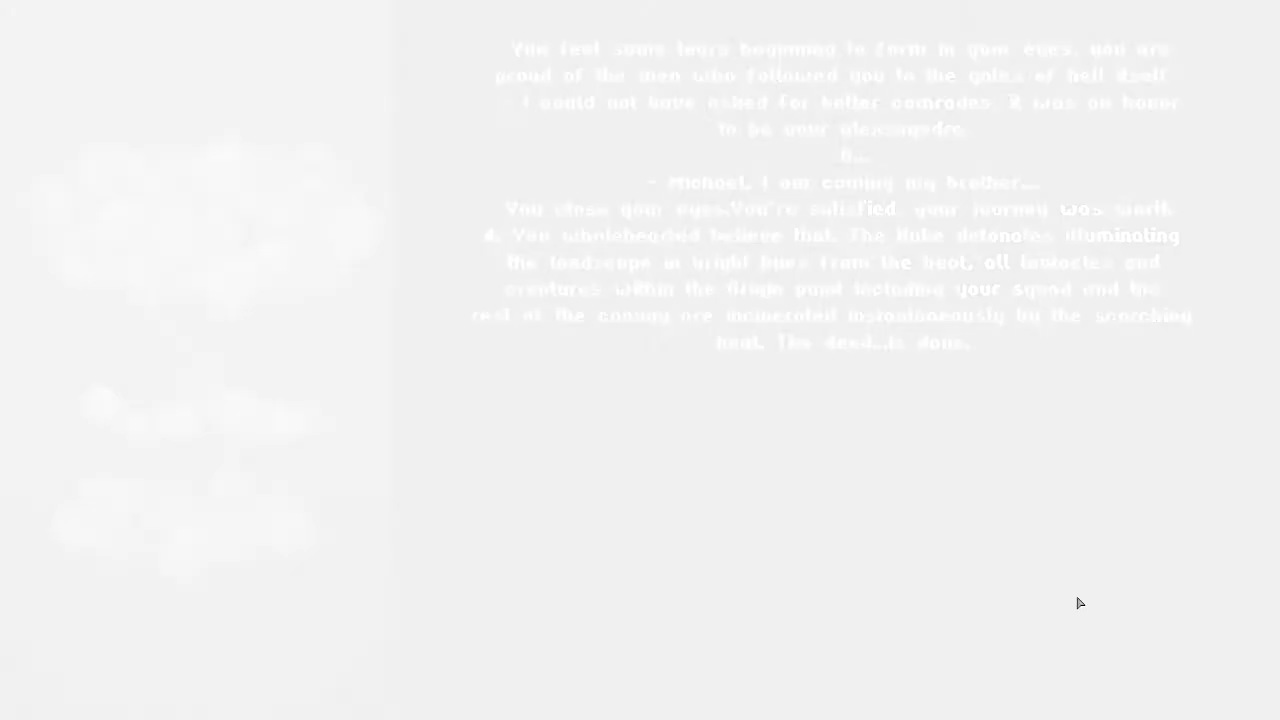 You feel some tears beginning to form in your eyes, you are
proud of the men who followed you to the gates of hell itself.
- I could not have asked for better comrades. It was an honor
to be your
0...
- Michael, I am coming my brother...
You close your eyes.You're satisfied, your journey was worth
it. You wholehearted believe that. The Nuke detonates illuminating
the landscape in bright hues from the heat, all tentacles and
creatures within the pond including your squad and the
rest of the convoy are incinerated instantaneously by the scorching
heat. The deed...is done.